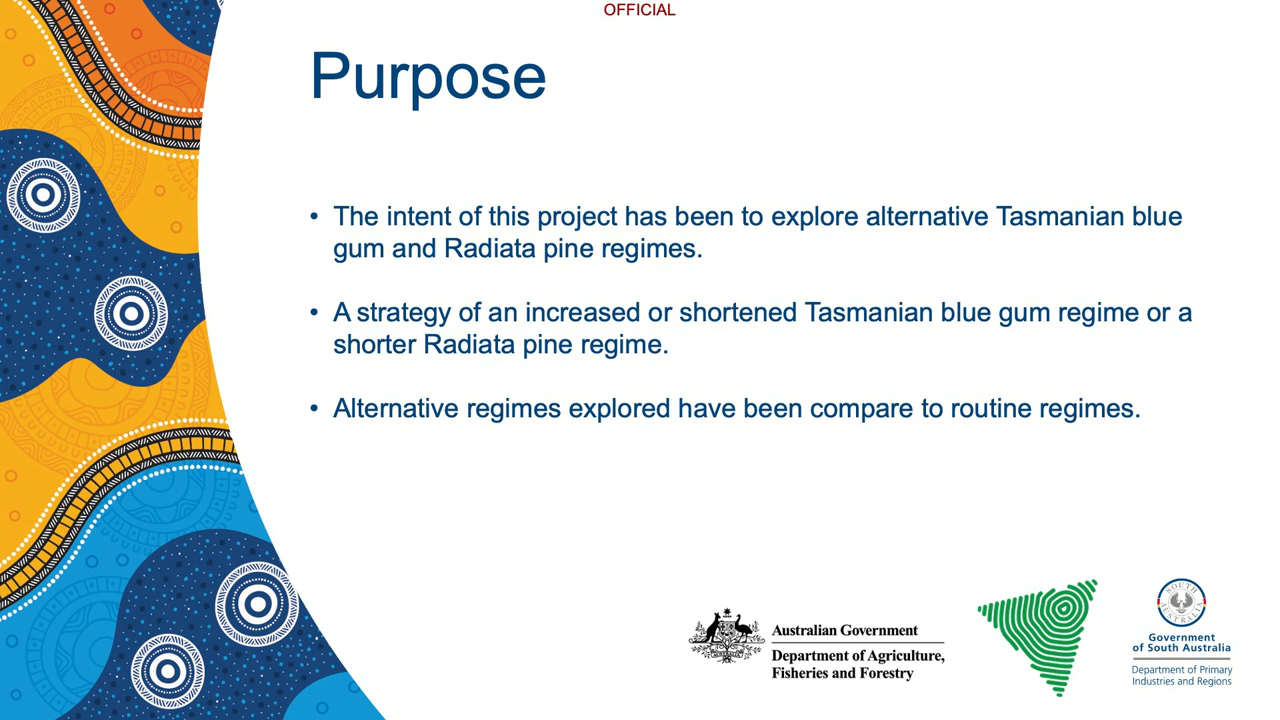 OFFICIAL
Purpose
• The intent of this project has been to explore alternative Tasmanian blue
gum and Radiata pine regimes.
• A strategy of an increased or shortened Tasmanian blue gum regime or a
shorter Radiata pine regime.
• Alternative regimes explored have been compare to routine regimes.
Australian Government
Department of Agriculture,
Fisheries and Forestry
SOUTH
AUSTRALIA
Government
of South Australia
Department of Primary
Industries and Regions